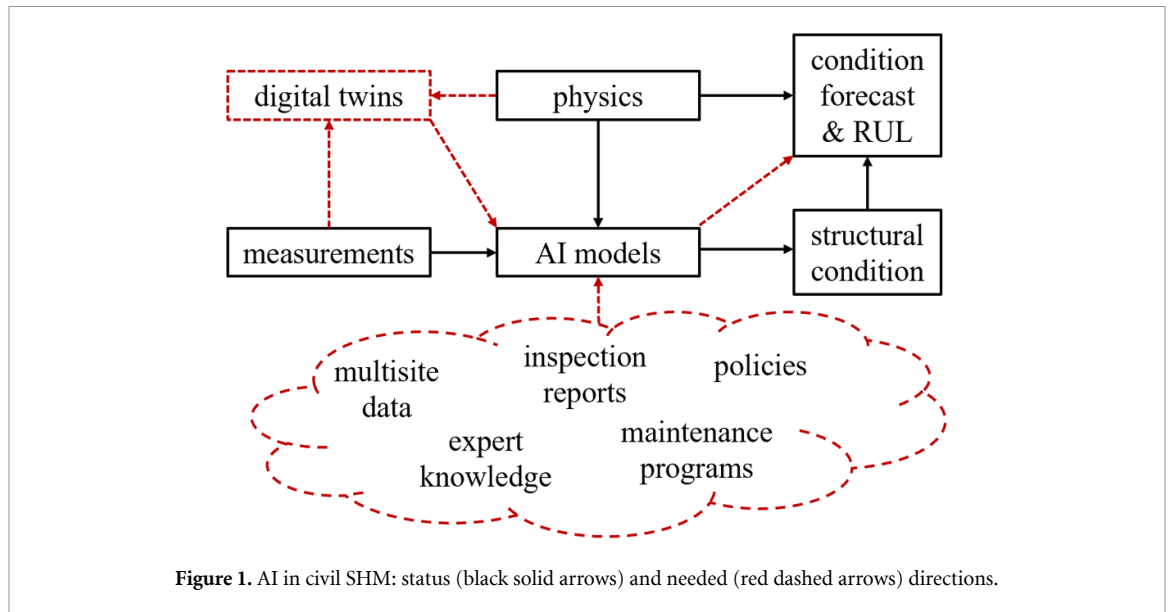 digital twins
physics
condition
forecast
& RUL
measurements
AI models
structural
condition
multisite
data
inspection
reports
policies
expert
knowledge
maintenance
programs
Figure 1. AI in civil SHM: status (black solid arrows) and needed (red dashed arrows) directions.